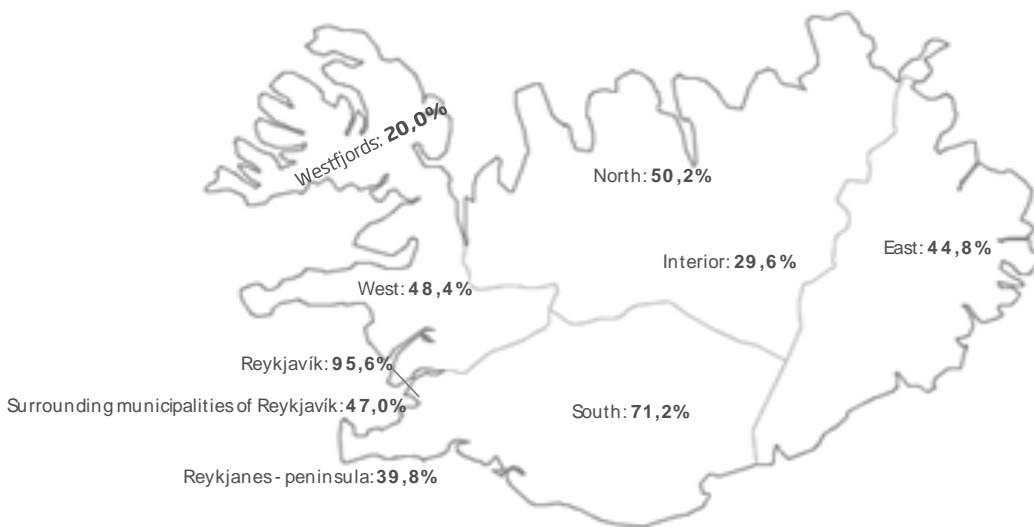 Westfjords: 20,0%
North: 50,2%
East: 44,8%
Interior: 29,6%
West: 48,4%
Reykjavík: 95,6%
Surrounding municipalities of Reykjavík: 47,0%
South: 71,2%
Reykjanes - peninsula: 39,8%